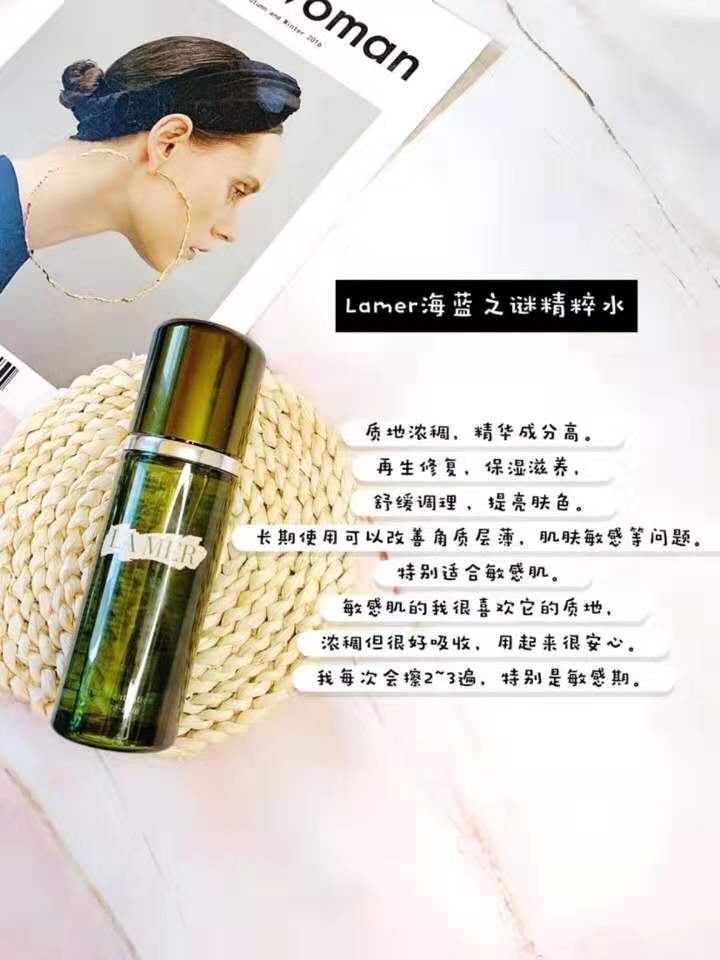 woman
Autumn and Winter 2016
Lamer海蓝之谜精粹水
质地浓稠，精华成分高。
再生修复，保湿滋养，
舒缓调理，提亮肤色。
长期使用可以改善角质层薄，肌肤敏感等问题。
特别适合敏感肌。
敏感肌的我很喜欢它的质地，
浓稠但很好吸收，用起来很安心。
我每次会擦2~3遍，特别是敏感期。
LA MER